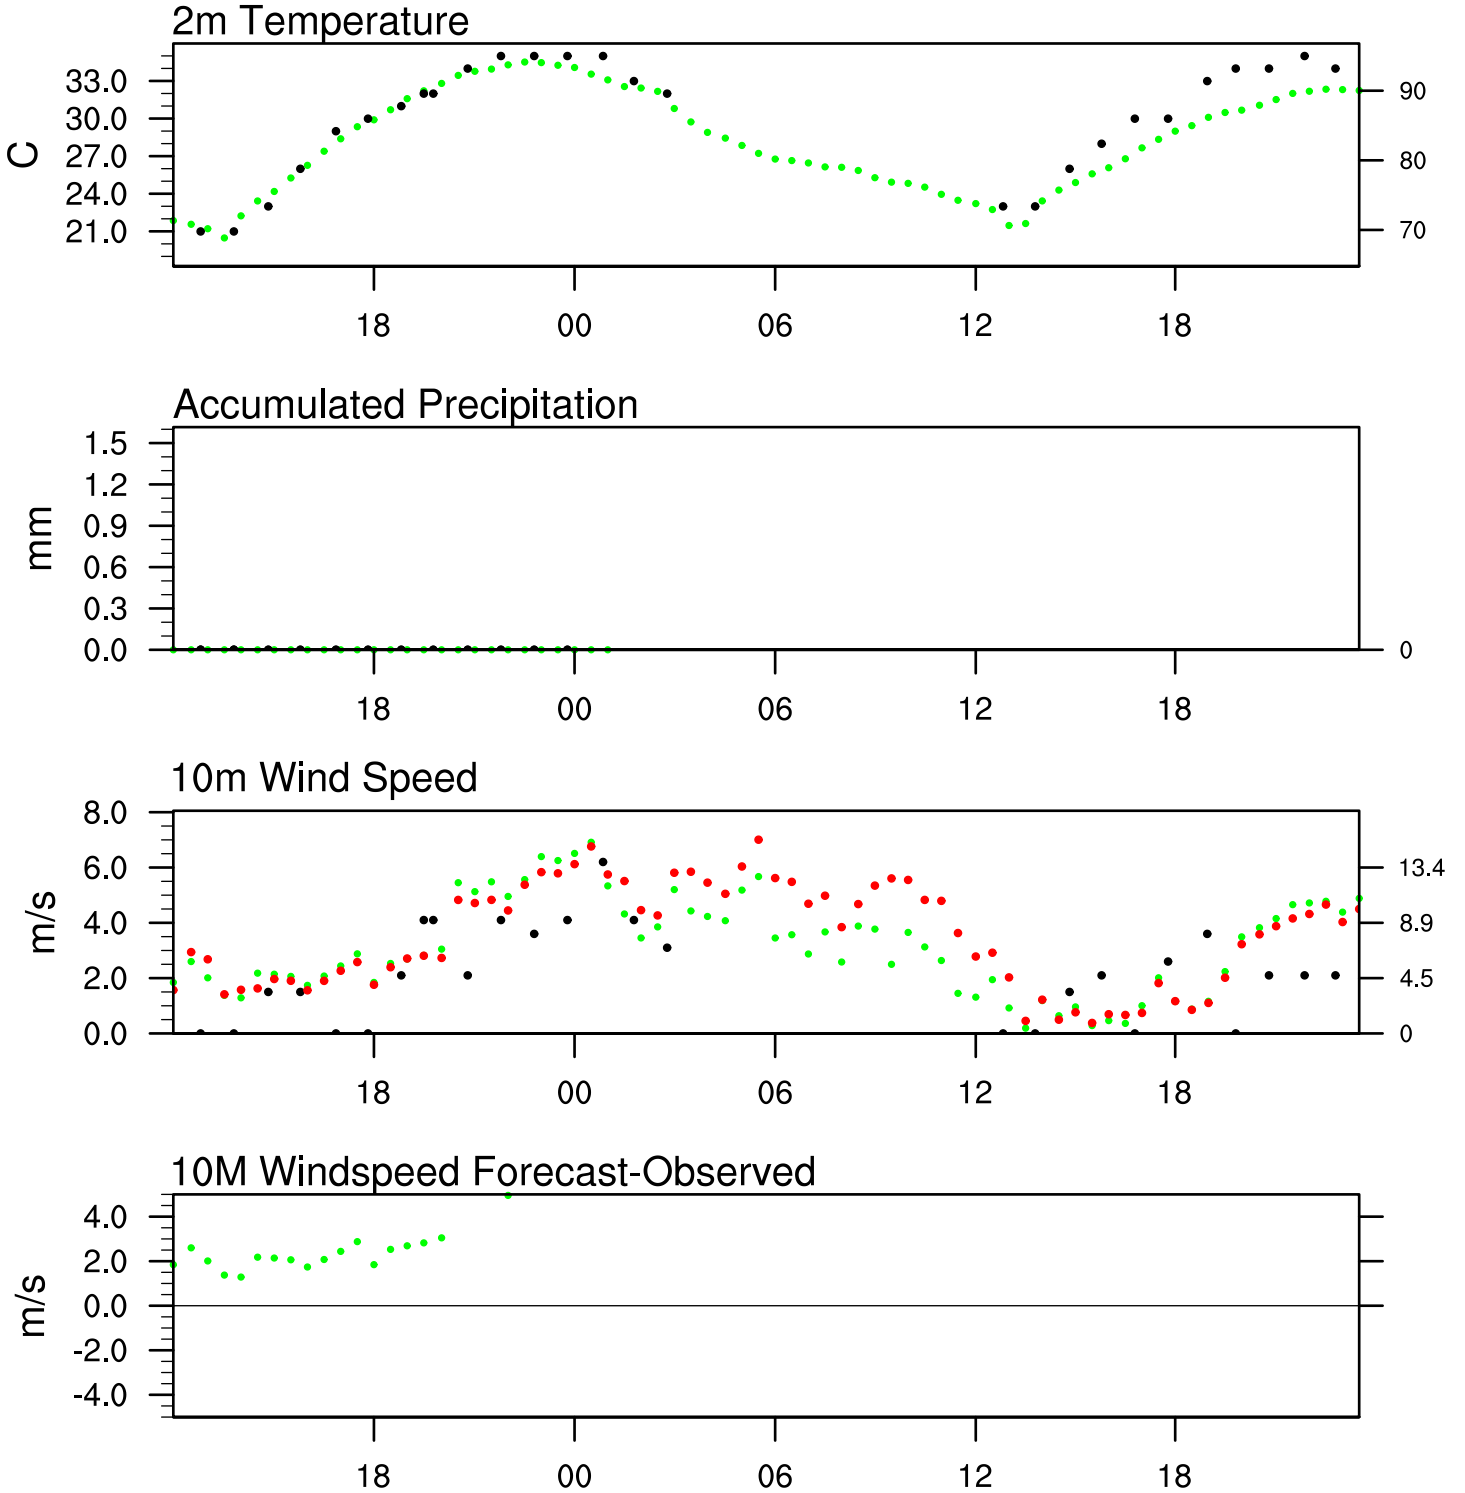 2m Temperature
33.0
30.0
27.0
24.0
21.0
C
90
80
70
18 00 06 12 18
Accumulated Precipitation
1.5
1.2
0.9
0.6
0.3
0.0
mm
0
18 00 06 12 18
10m Wind Speed
8.0
6.0
4.0
2.0
0.0
m/s
13.4
8.9
4.5
0
18 00 06 12 18
10M Windspeed Forecast-Observed
4.0
2.0
0.0
-2.0
-4.0
m/s
18 00 06 12 18